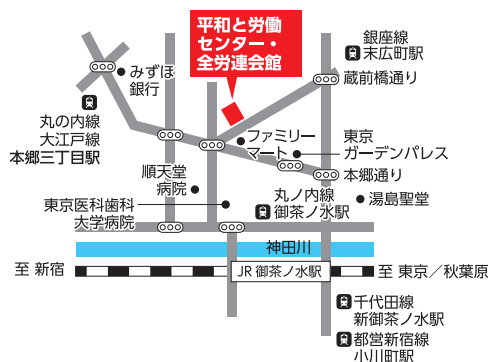 平和と労働
センター・
全労連会館
銀座線
末広町駅
蔵前橋通り
みずほ
銀行
丸の内線
大江戸線
本郷三丁目駅
ファミリー
マート
東京
ガーデンパレス
本郷通り
順天堂
病院
東京医科歯科
大学病院
丸ノ内線
御茶ノ水駅
湯島聖堂
神田川
至 新宿
JR 御茶ノ水駅
至 東京／秋葉原
千代田線
新御茶ノ水駅
都営新宿線
小川町駅